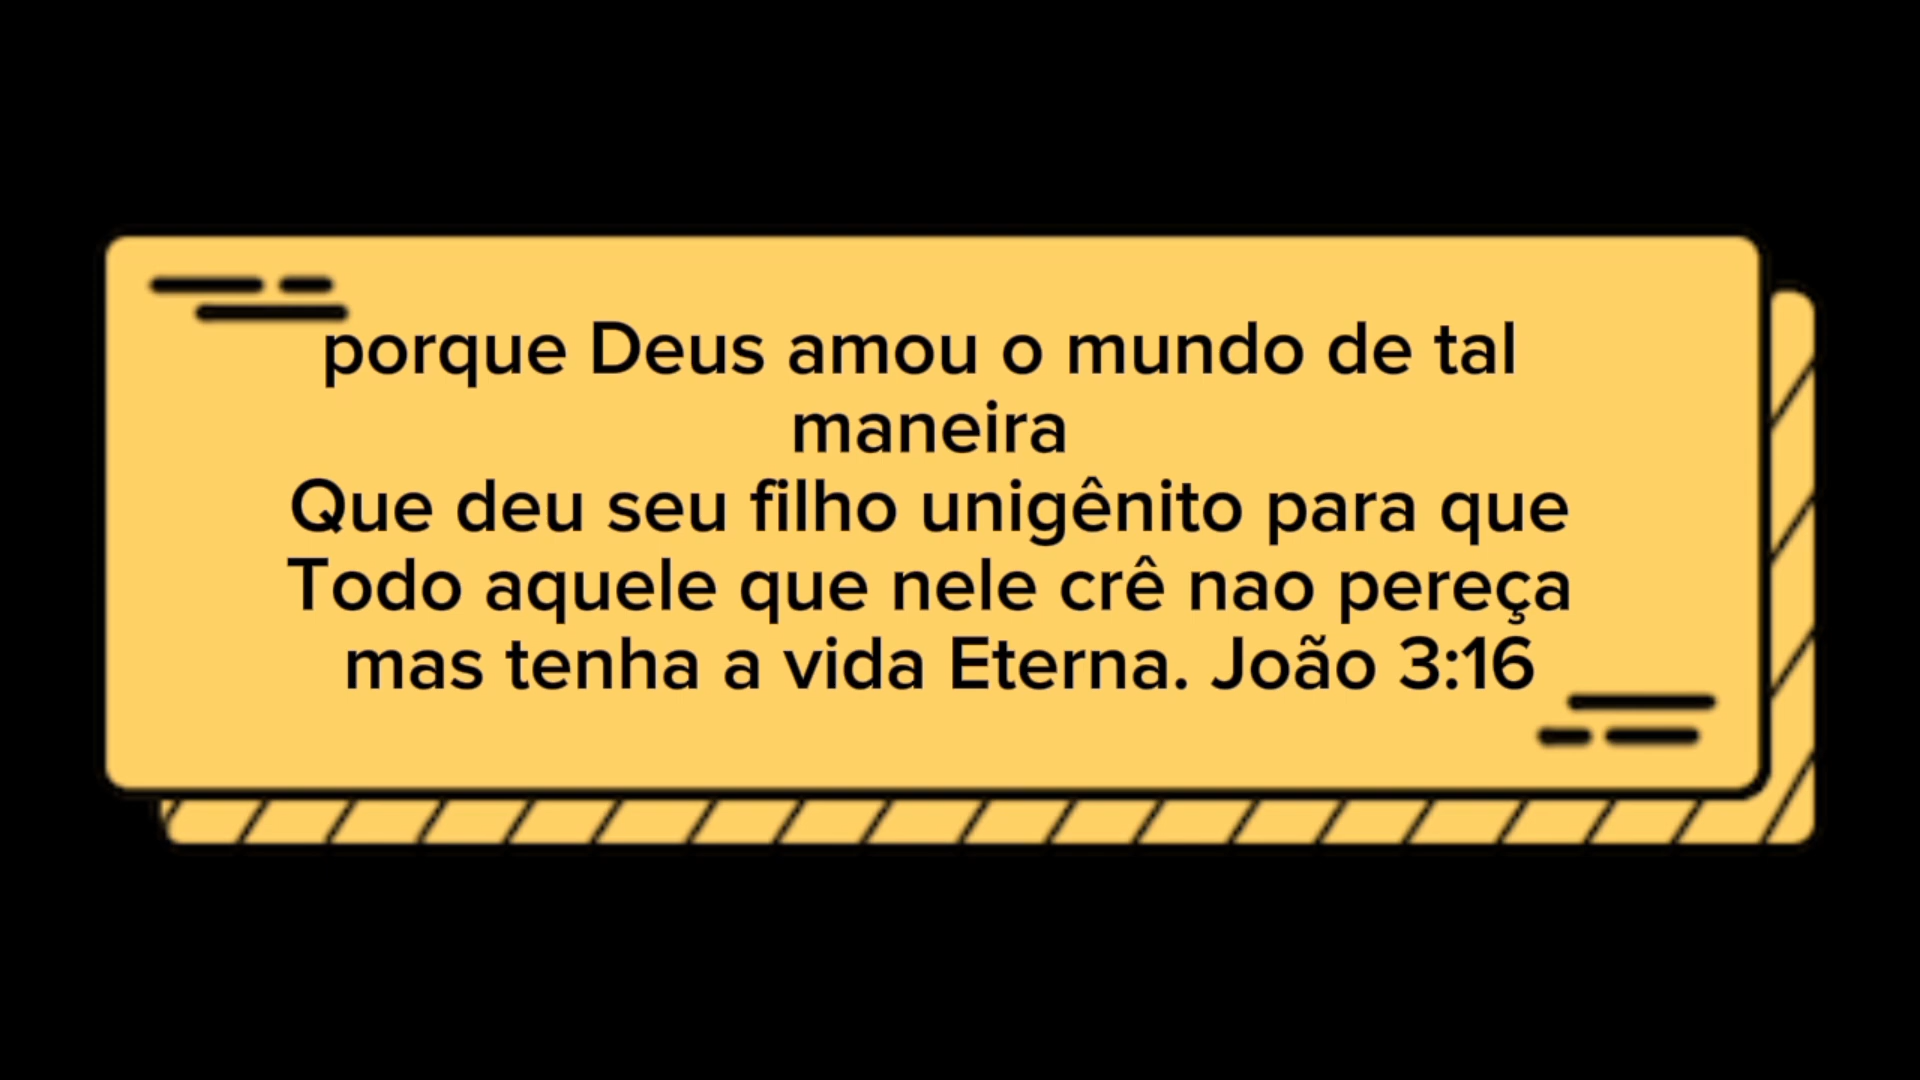 porque Deus amou o mundo de tal
maneira
Que deu seu filho unigênito para que
Todo aquele que nele crê nao pereça
mas tenha a vida Eterna. João 3:16